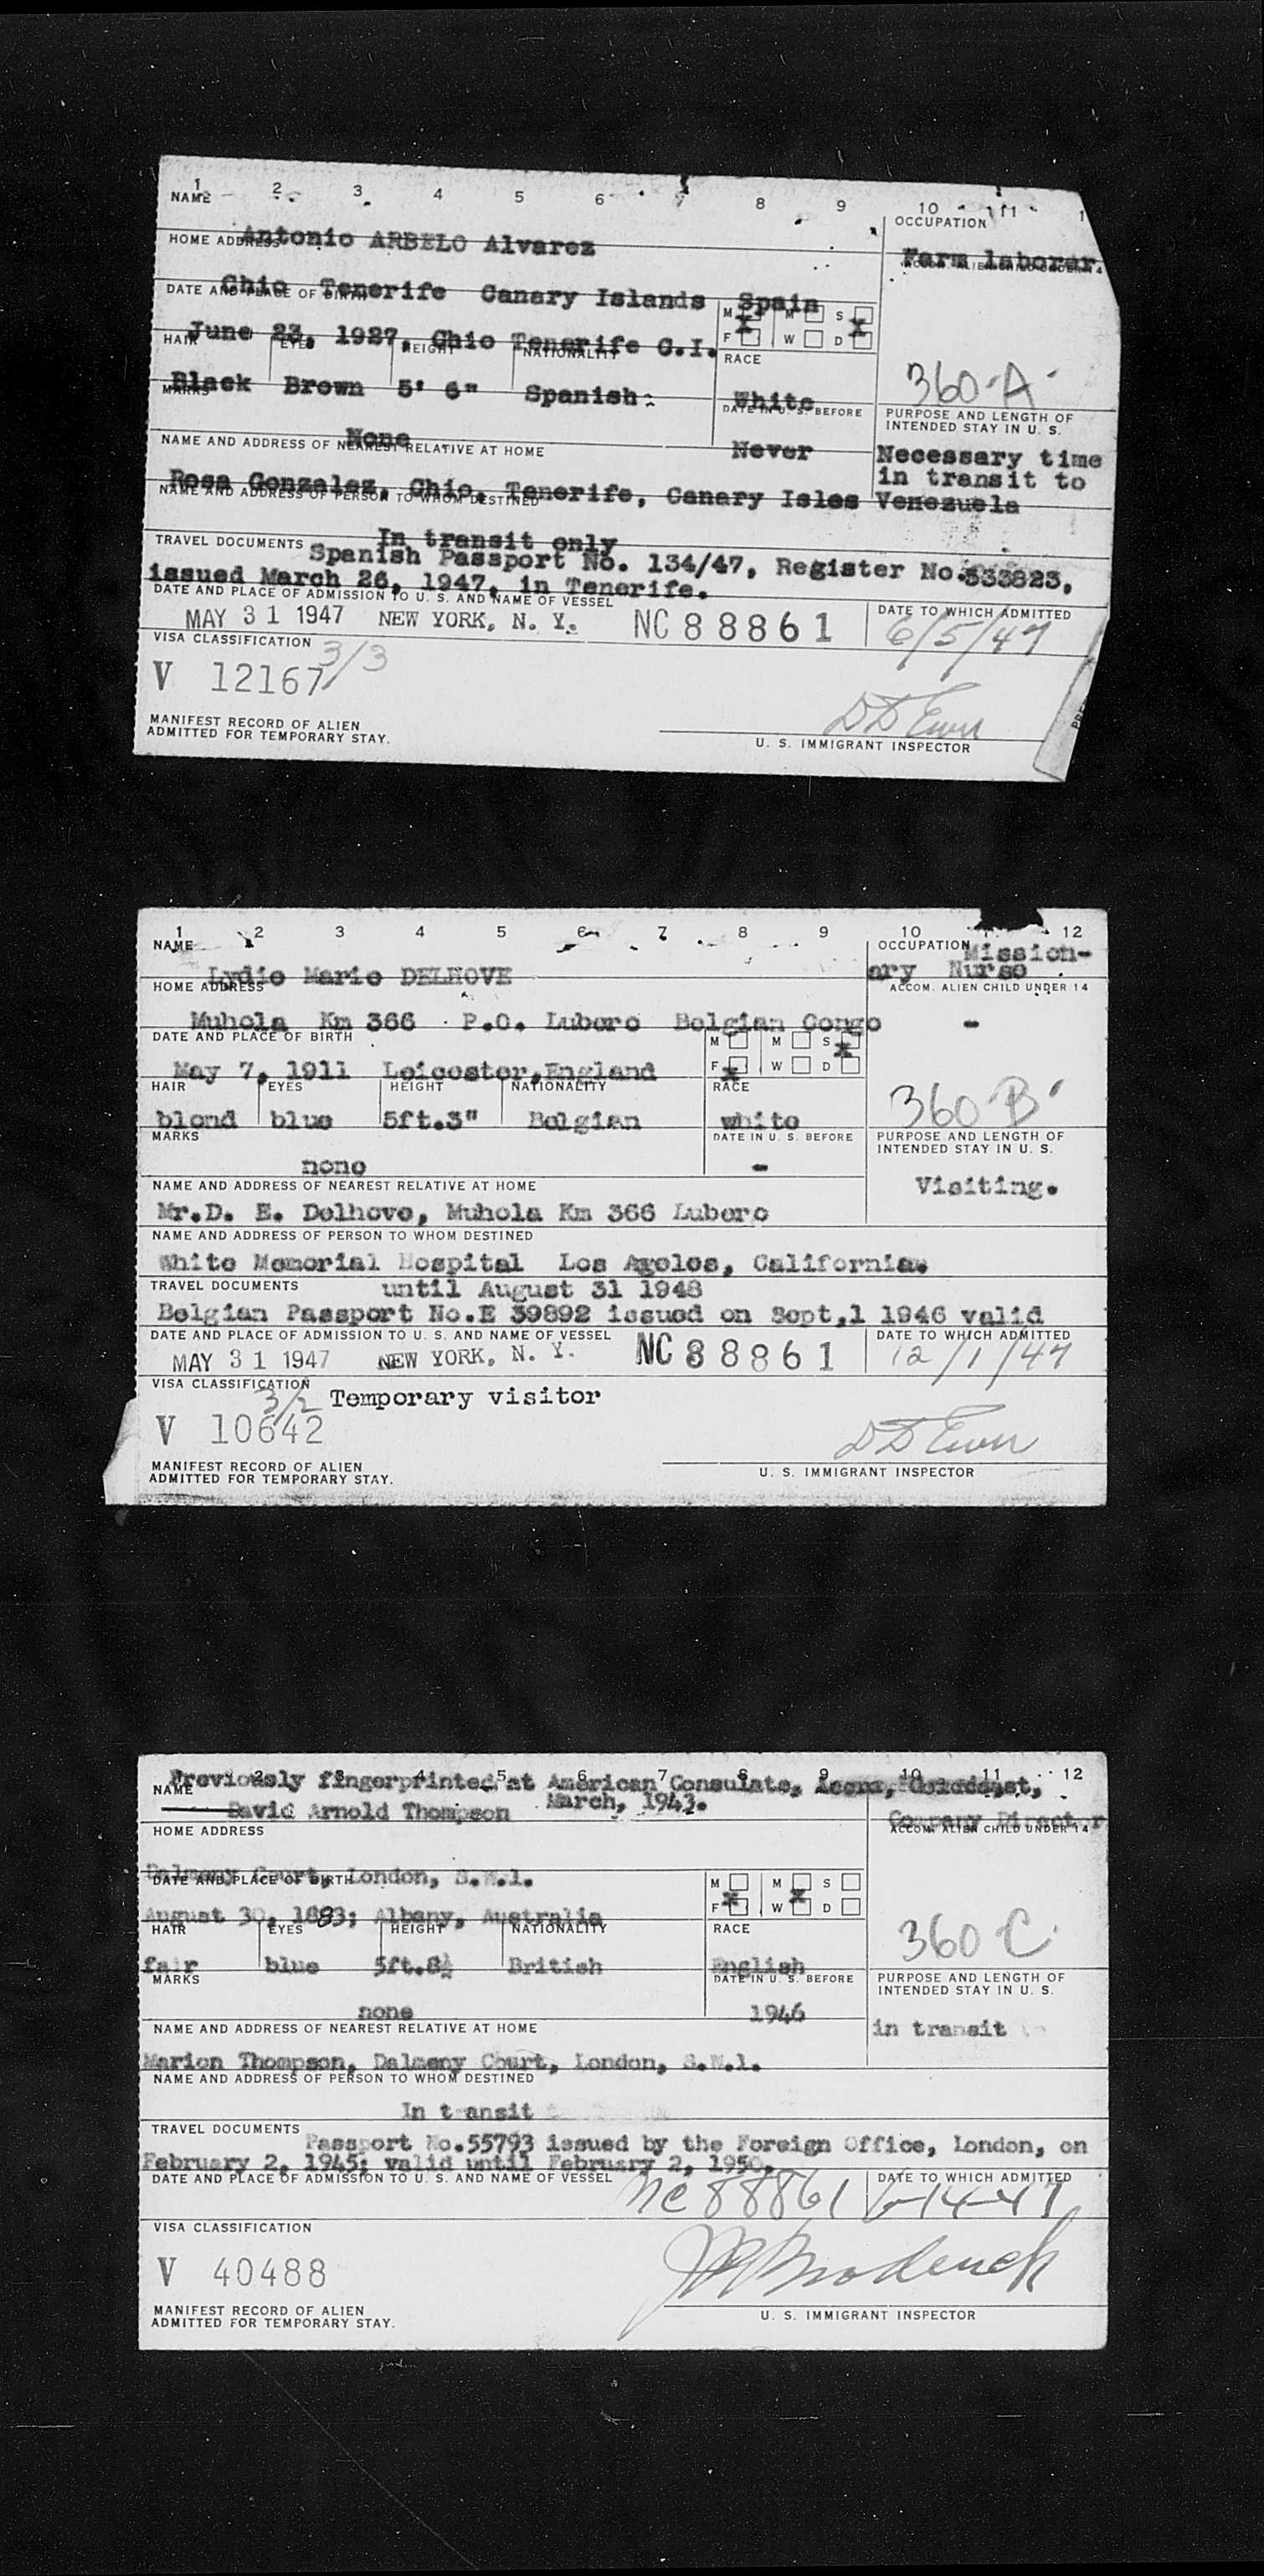 1 2 3 4 5 6 7 8 9 10 11 1
NAME
OCCUPATION
Antonio ARBELO Alvarez
Farm laborer
HOME ADDRESS
Chio Tenerife Canary Islands Spain
DATE AND PLACE OF BIRTH
M M S
F W D
June 23, 1927, Chio Tenerife C.I.
X X
HAIR EYES HEIGHT NATIONALITY RACE
Black Brown 5' 6" Spanish: White
360-A
MARKS DATE IN U. S. BEFORE PURPOSE AND LENGTH OF
INTENDED STAY IN U. S.
None Never Necessary time
NAME AND ADDRESS OF NEAREST RELATIVE AT HOME
in transit to
Rosa Gonzalez, Chio, Tenerife, Canary Isles Venezuela
NAME AND ADDRESS OF PERSON TO WHOM DESTINED
In transit only
TRAVEL DOCUMENTS
Spanish Passport No. 134/47, Register No.333823,
issued March 26, 1947, in Tenerife.
DATE AND PLACE OF ADMISSION TO U. S. AND NAME OF VESSEL DATE TO WHICH ADMITTED
MAY 31 1947 NEW YORK, N. Y. NC 88861 6/5/47
VISA CLASSIFICATION
3/3
V 12167
MANIFEST RECORD OF ALIEN
ADMITTED FOR TEMPORARY STAY.
U. S. IMMIGRANT INSPECTOR
1 2 3 4 5 6 7 8 9 10 12
NAME OCCUPATION Mission-
Lydie Marie DELHOVE ary Nurse
HOME ADDRESS ACCOM. ALIEN CHILD UNDER 14
Muhola Km 366 P.O. Lubero Belgian Congo -
DATE AND PLACE OF BIRTH
M M S
F W D
X X
May 7, 1911 Leicester,England
HAIR EYES HEIGHT NATIONALITY RACE
blond blue 5ft.3" Belgian white
360-B
MARKS DATE IN U. S. BEFORE PURPOSE AND LENGTH OF
INTENDED STAY IN U. S.
none - Visiting.
NAME AND ADDRESS OF NEAREST RELATIVE AT HOME
Mr.D. E. Delhove, Muhola Km 366 Lubero
NAME AND ADDRESS OF PERSON TO WHOM DESTINED
White Memorial Hospital Los Ageles, California.
TRAVEL DOCUMENTS until August 31 1948
Belgian Passport No.E 39892 issued on Sept,1 1946 valid
DATE AND PLACE OF ADMISSION TO U. S. AND NAME OF VESSEL DATE TO WHICH ADMITTED
MAY 31 1947 NEW YORK, N. Y. NC 88861 12/1/47
VISA CLASSIFICATION
3/2 Temporary visitor
V 10642
MANIFEST RECORD OF ALIEN
ADMITTED FOR TEMPORARY STAY.
U. S. IMMIGRANT INSPECTOR
2 3 4 5 6 7 8 9 10 11 12
Previously fingerprinted at American Consulate, Accra,
NAME March, 1943.
David Arnold Thompson
Company Director
HOME ADDRESS ACCOM. ALIEN CHILD UNDER 14
Dalmeny Court, London, S.W.1.
DATE AND PLACE OF BIRTH
M M S
F W D
X X
August 30, 1883; Albany, Australia
HAIR EYES HEIGHT NATIONALITY RACE
fair blue 5ft.8½ British English
360 C
MARKS DATE IN U. S. BEFORE PURPOSE AND LENGTH OF
INTENDED STAY IN U. S.
none 1946 in transit
NAME AND ADDRESS OF NEAREST RELATIVE AT HOME
Marion Thompson, Dalmeny Court, London, S.W.1.
NAME AND ADDRESS OF PERSON TO WHOM DESTINED
In transit
TRAVEL DOCUMENTS
Passport No.55793 issued by the Foreign Office, London, on
February 2, 1945; valid until February 2, 1950.
DATE AND PLACE OF ADMISSION TO U. S. AND NAME OF VESSEL DATE TO WHICH ADMITTED
NC 88861 6-14-47
VISA CLASSIFICATION
V 40488
MANIFEST RECORD OF ALIEN
ADMITTED FOR TEMPORARY STAY.
U. S. IMMIGRANT INSPECTOR